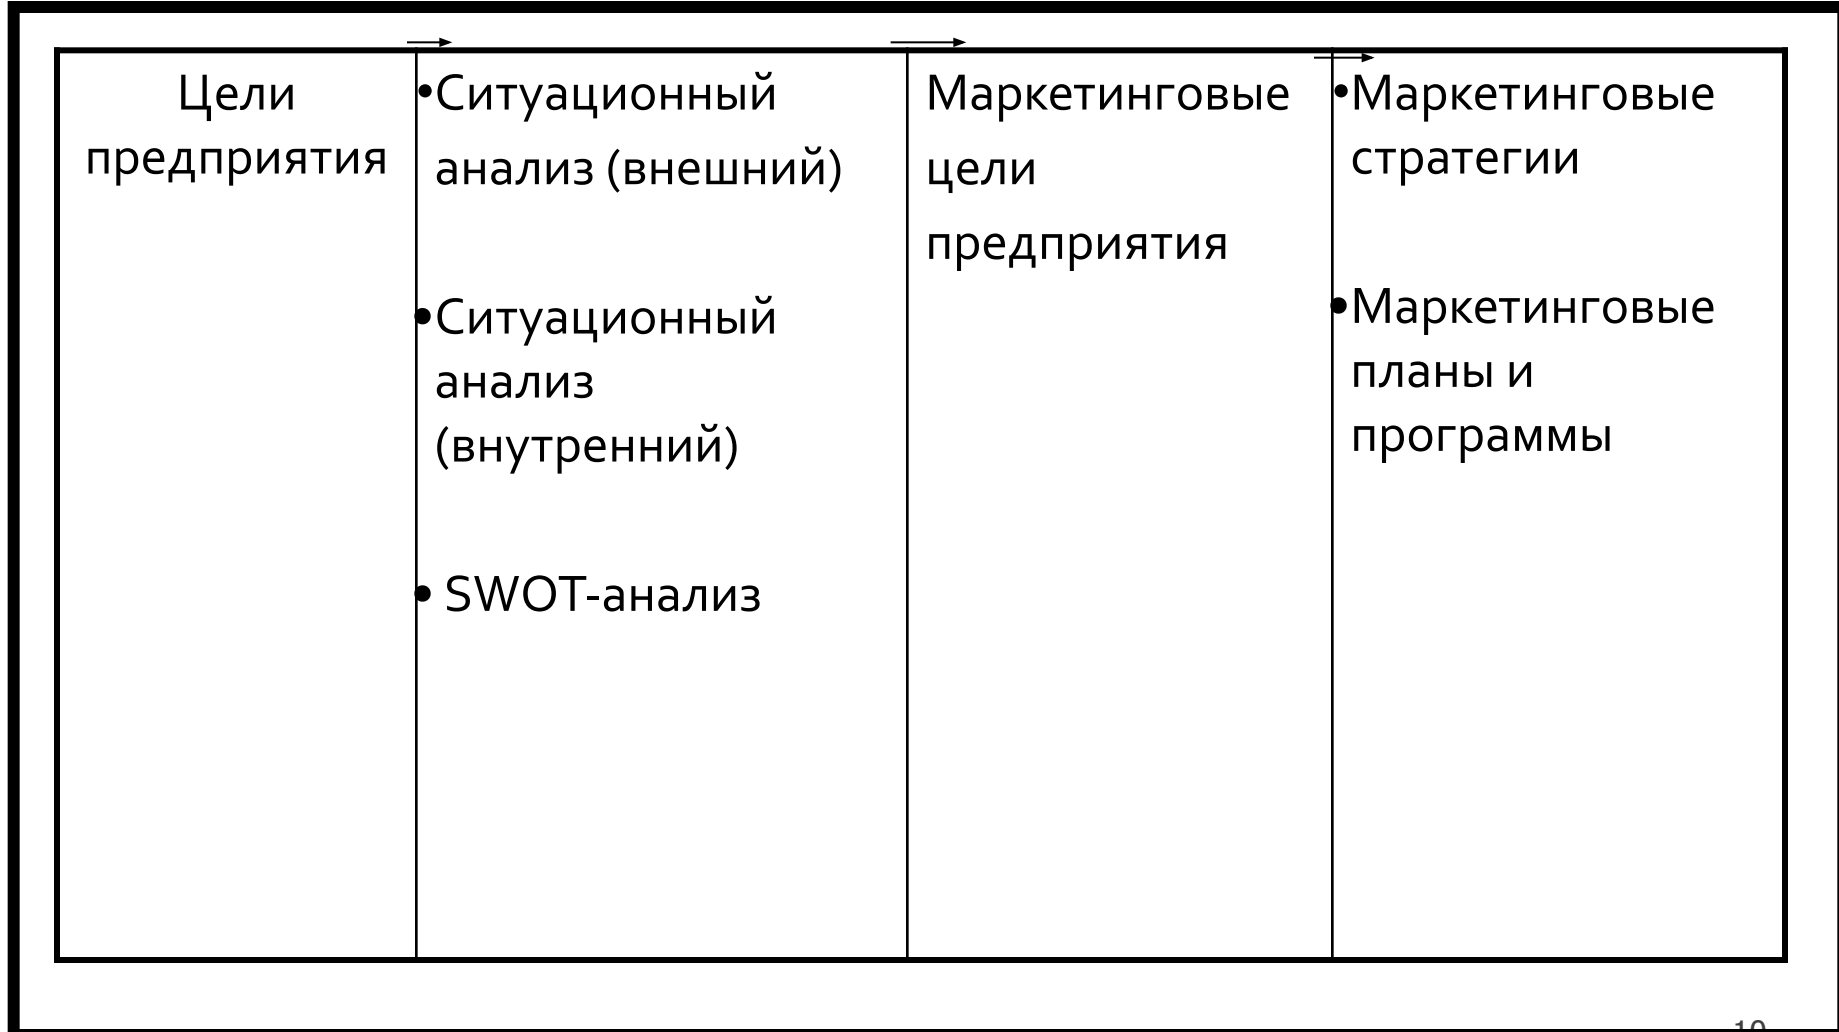 Цели
предприятия
•Ситуационный
анализ (внешний)
•Ситуационный
анализ
(внутренний)
• SWOT-анализ
Маркетинговые
цели
предприятия
•Маркетинговые
стратегии
•Маркетинговые
планы и
программы